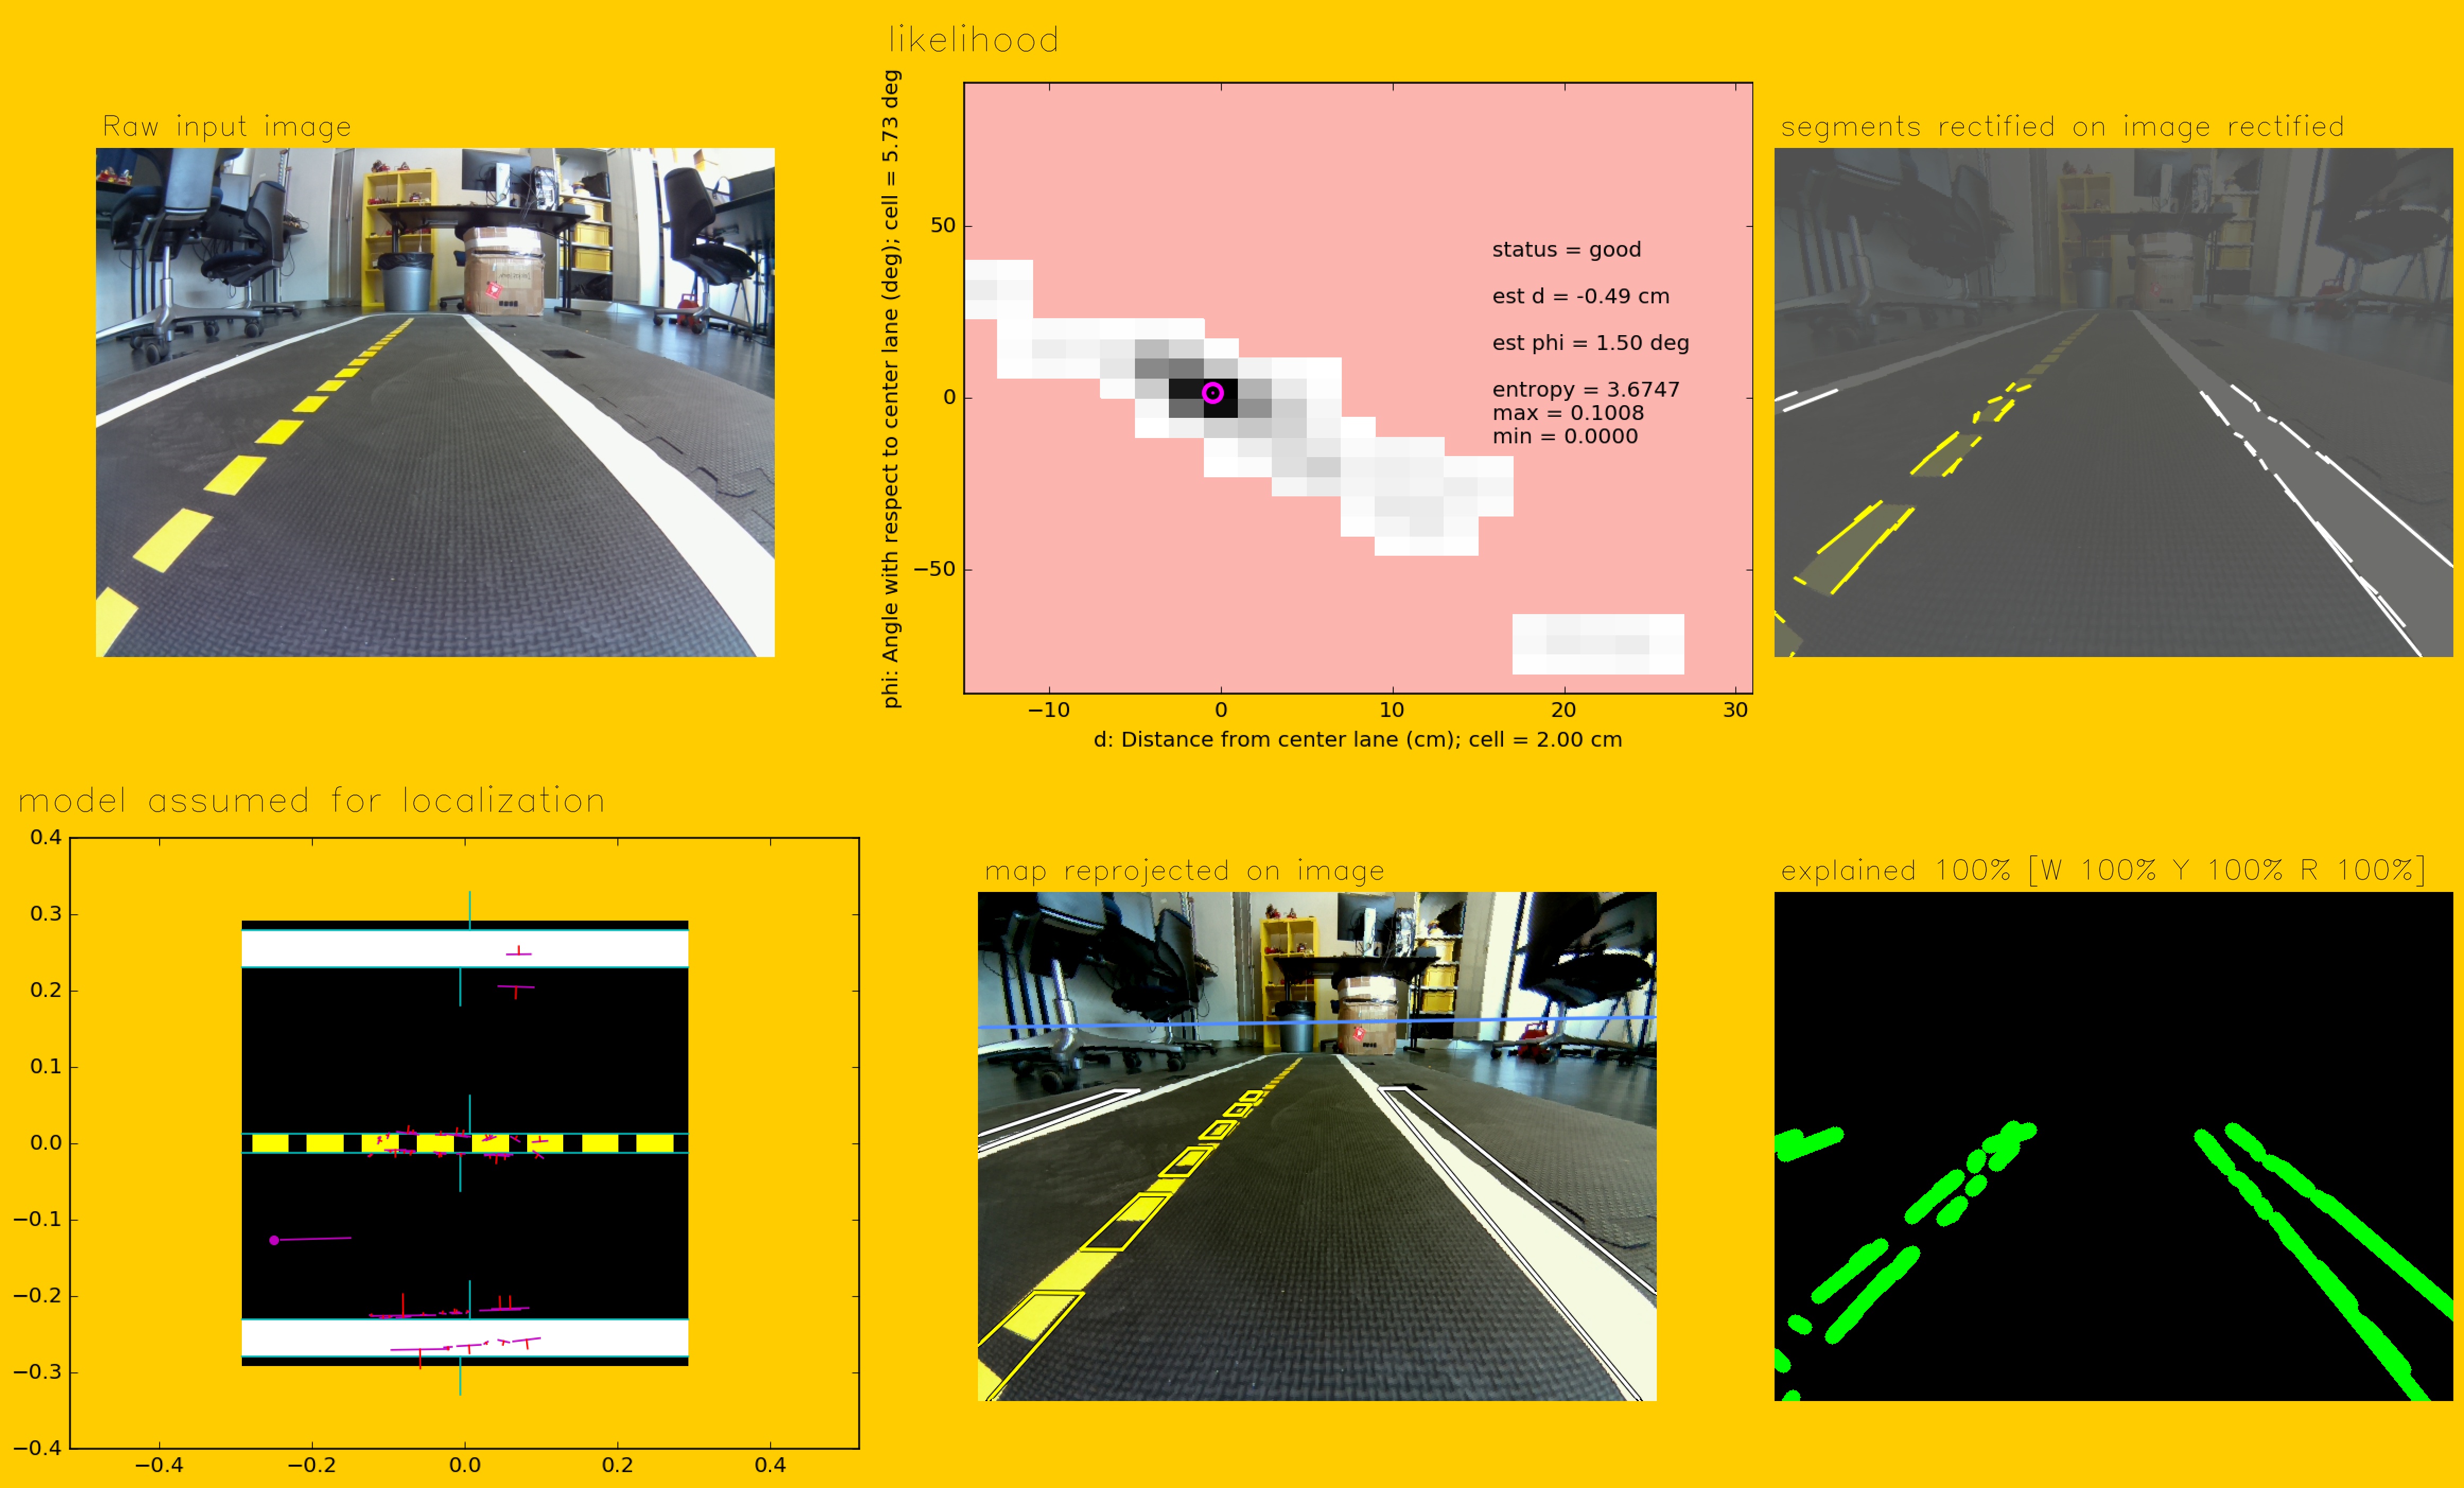 likelihood
Raw input image
segments rectified on image rectified
phi: Angle with respect to center lane (deg); cell = 5.73 deg
50
0
−50
status = good
est d = -0.49 cm
est phi = 1.50 deg
entropy = 3.6747
max = 0.1008
min = 0.0000
−10
0
10
20
30
d: Distance from center lane (cm); cell = 2.00 cm
model assumed for localization
0.4
0.3
0.2
0.1
0.0
−0.1
−0.2
−0.3
−0.4
−0.4
−0.2
0.0
0.2
0.4
map reprojected on image
explained 100% [W 100% Y 100% R 100%]